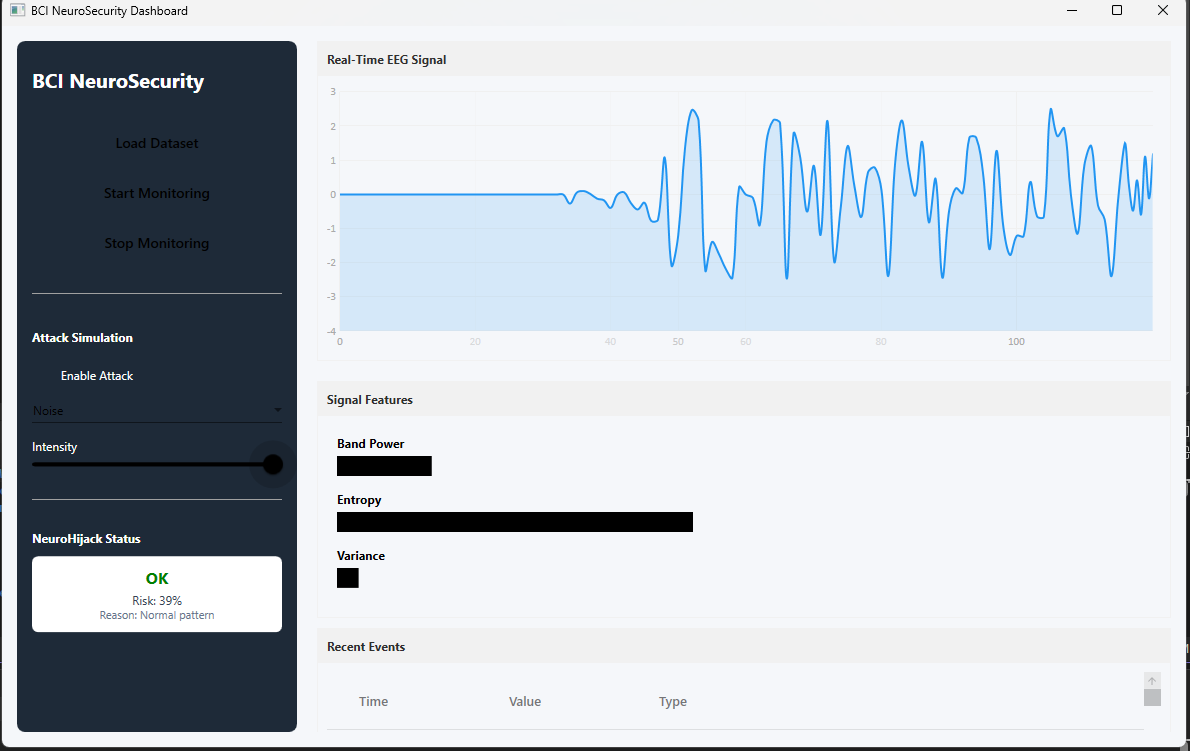 BCI NeuroSecurity Dashboard
BCI NeuroSecurity
Load Dataset
Start Monitoring
Stop Monitoring
Attack Simulation
Enable Attack
Noise
Intensity
NeuroHijack Status
OK
Risk: 39%
Reason: Normal pattern
Real-Time EEG Signal
3
2
1
0
-1
-2
-3
-4
0 20 40 50 60 80 100
Signal Features
Band Power
Entropy
Variance
Recent Events
Time Value Type